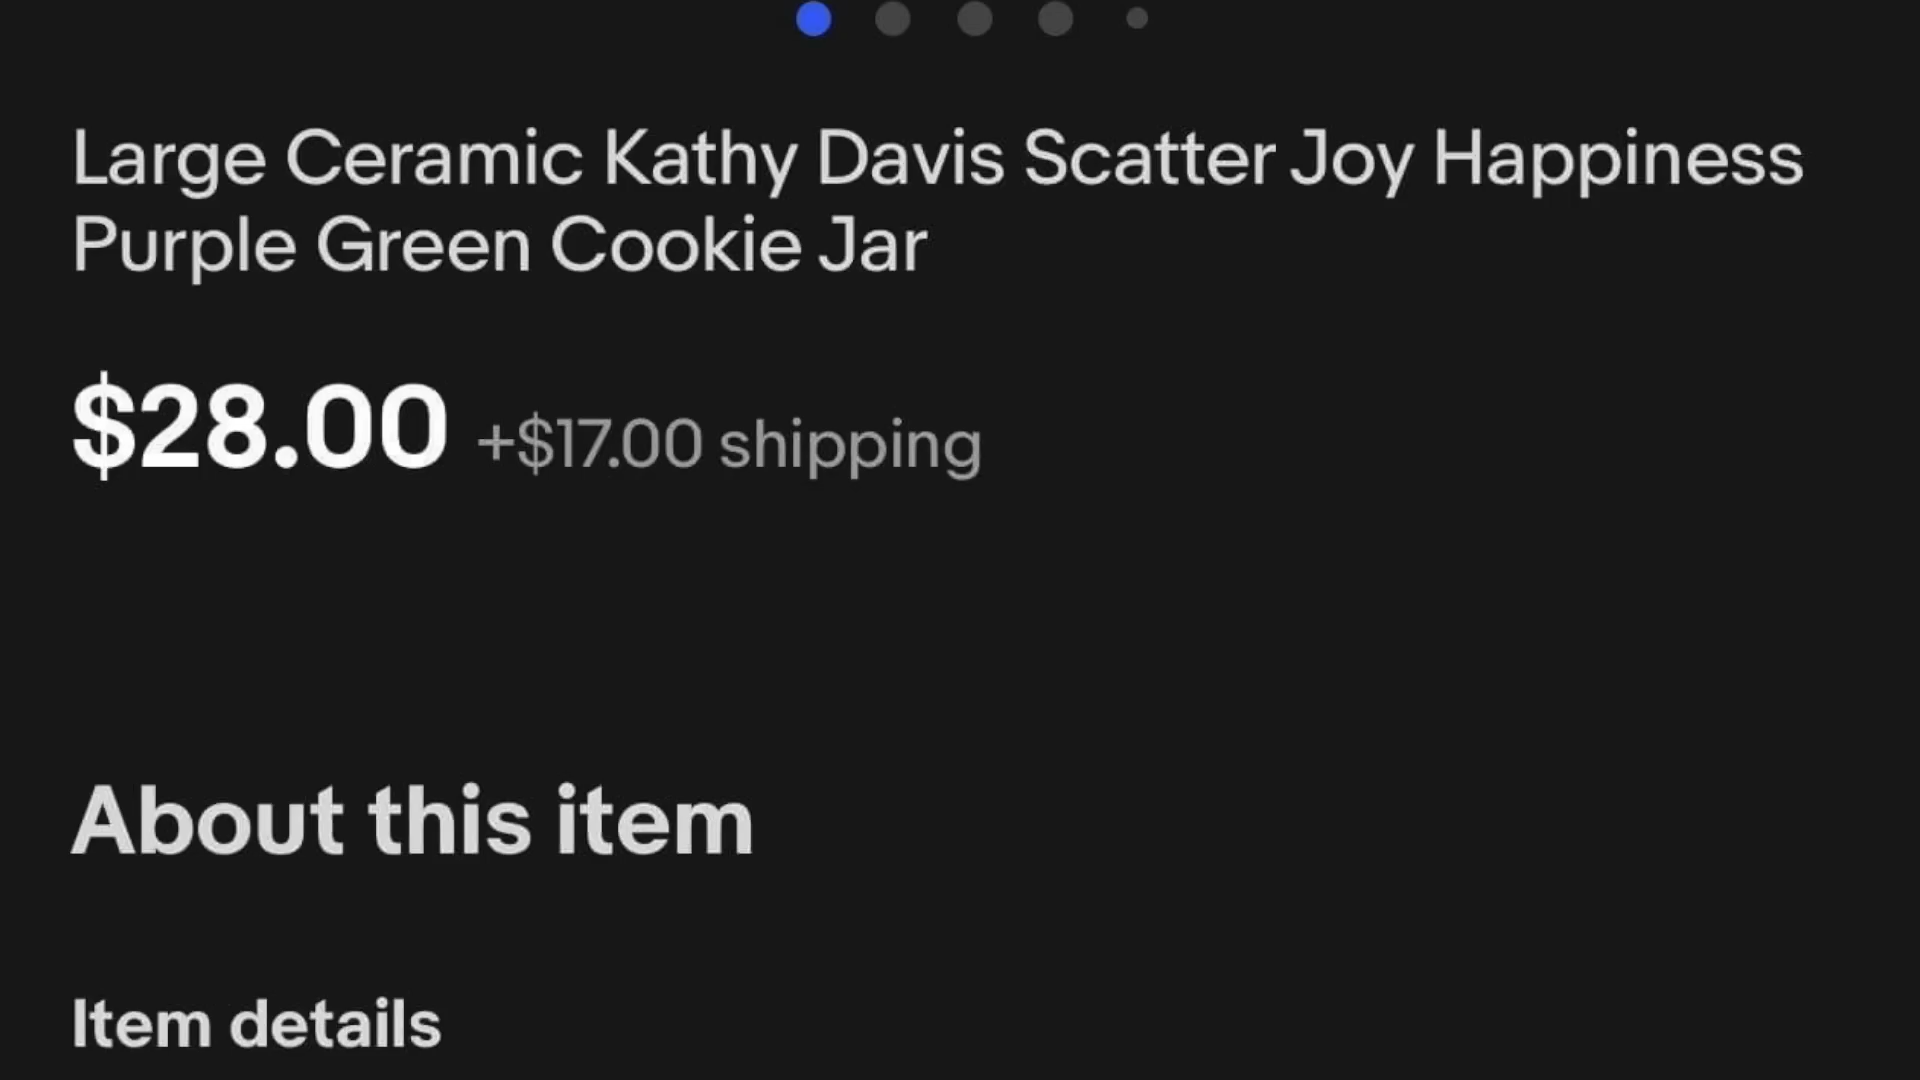 Large Ceramic Kathy Davis Scatter Joy Happiness
Purple Green Cookie Jar
$28.00 +$17.00 shipping
About this item
Item details